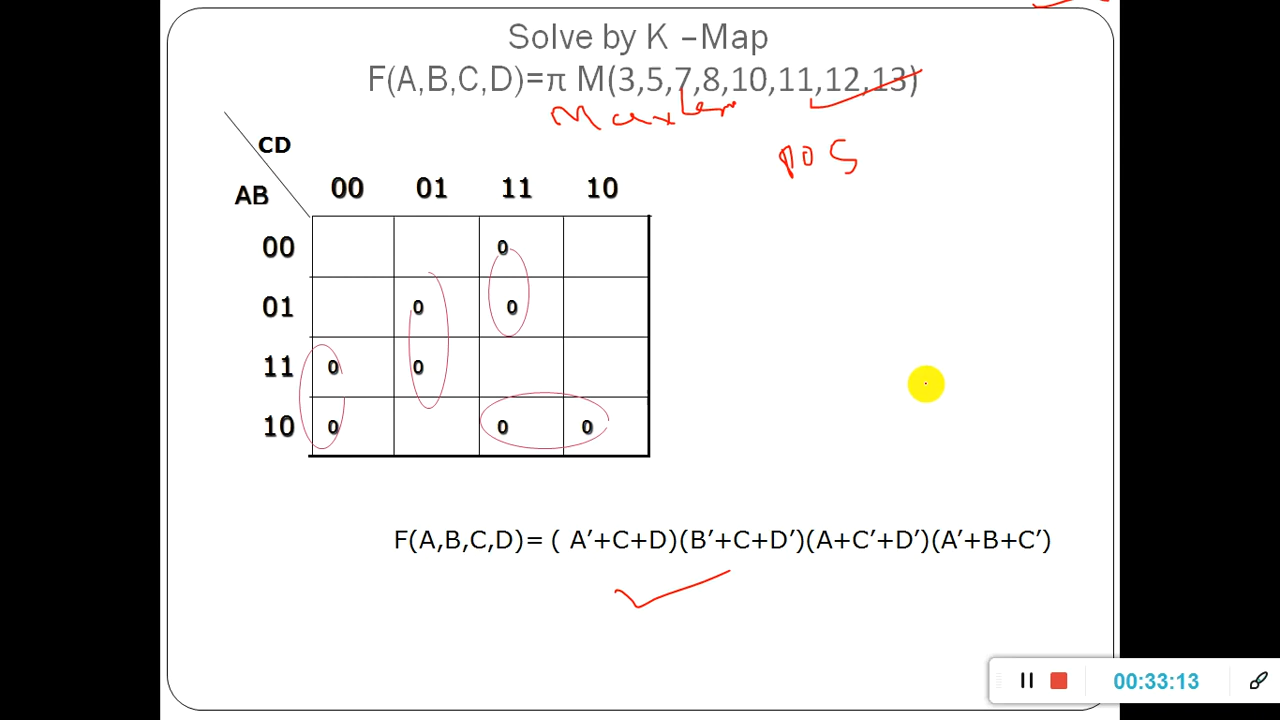 Solve by K –Map
F(A,B,C,D)=π M(3,5,7,8,10,11,12,13)
Maxterm
POS
CD
AB 00 01 11 10
00 0
01 0 0
11 0 0
10 0 0 0
F(A,B,C,D)= ( A′+C+D)(B′+C+D′)(A+C′+D′)(A′+B+C′)
00:33:13